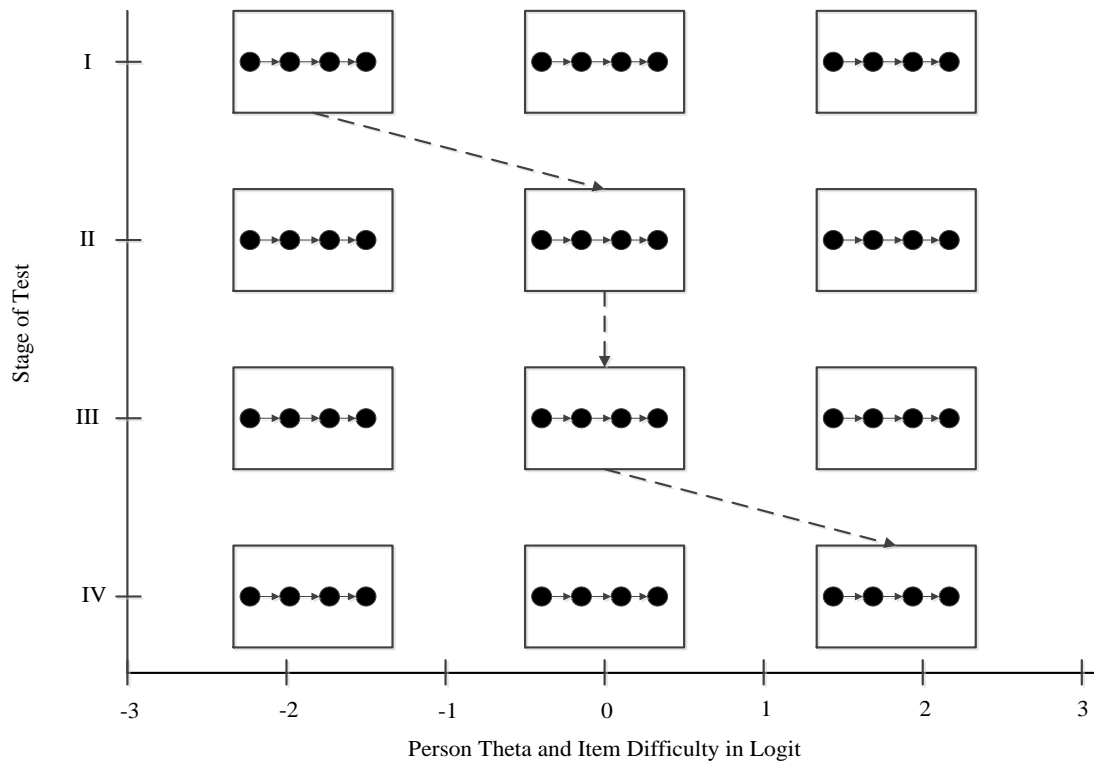 I
II
Stage of Test
III
IV
-3
-2
-1
0
1
2
3
Person Theta and Item Difficulty in Logit